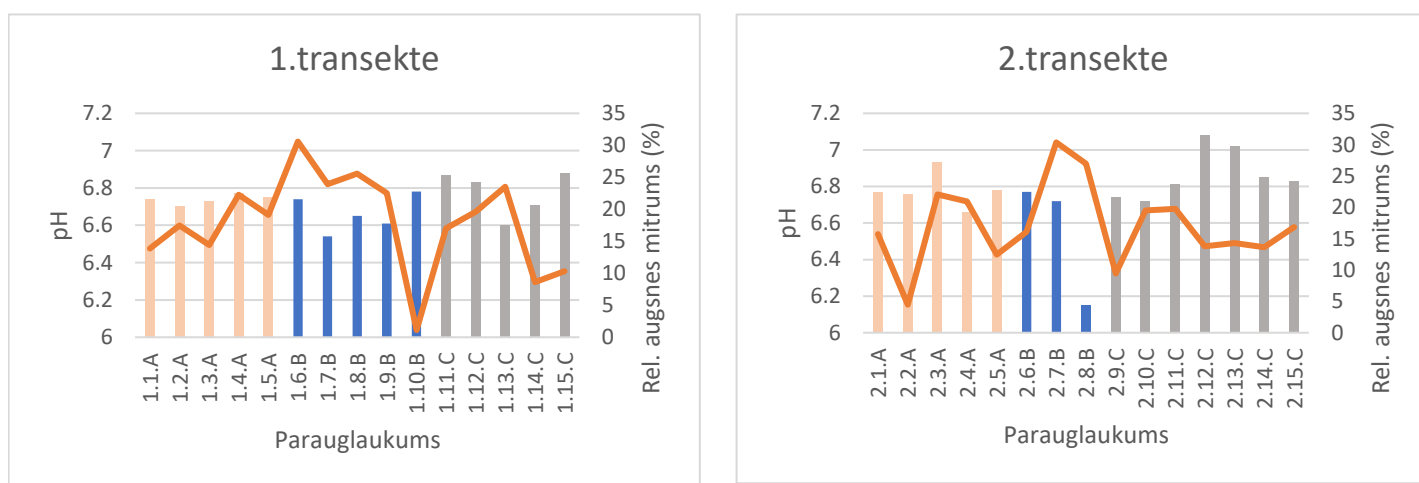 1.transekte
7.2
7
6.8
6.6
6.4
6.2
6
pH
35
30
25
20
15
10
5
0
Rel. augsnes mitrums (%)
1.1.A
1.2.A
1.3.A
1.4.A
1.5.A
1.6.B
1.7.B
1.8.B
1.9.B
1.10.B
1.11.C
1.12.C
1.13.C
1.14.C
1.15.C
Parauglaukums
2.transekte
7.2
7
6.8
6.6
6.4
6.2
6
pH
35
30
25
20
15
10
5
0
Rel. augsnes mitrums (%)
2.1.A
2.2.A
2.3.A
2.4.A
2.5.A
2.6.B
2.7.B
2.8.B
2.9.C
2.10.C
2.11.C
2.12.C
2.13.C
2.14.C
2.15.C
Parauglaukums